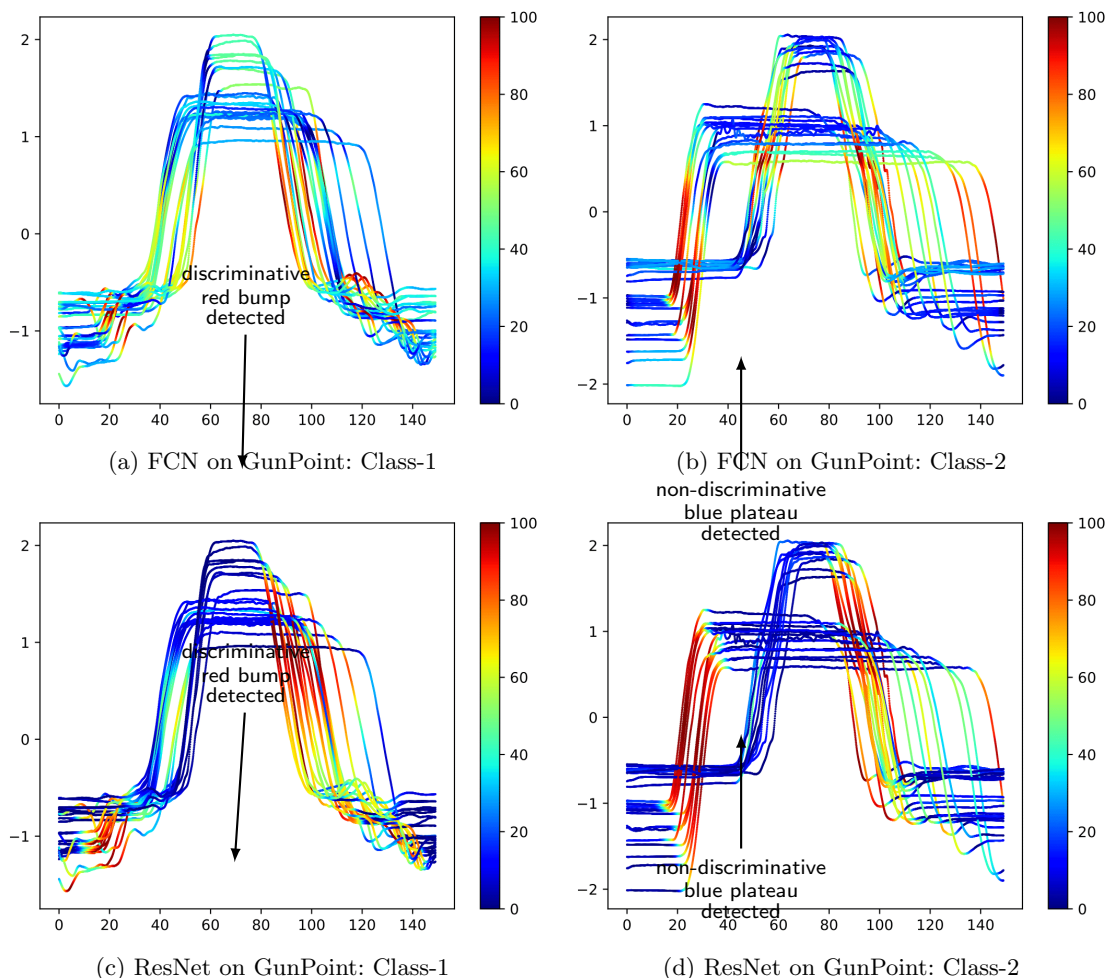 100
80
60
40
20
0
2
1
0
−1
0 20 40 60 80 100 120 140
discriminative
red bump
detected
(a) FCN on GunPoint: Class-1
100
80
60
40
20
0
2
1
0
−1
−2
0 20 40 60 80 100 120 140
(b) FCN on GunPoint: Class-2
non-discriminative
blue plateau
detected
100
80
60
40
20
0
2
1
0
−1
0 20 40 60 80 100 120 140
discriminative
red bump
detected
(c) ResNet on GunPoint: Class-1
100
80
60
40
20
0
2
1
0
−1
−2
0 20 40 60 80 100 120 140
non-discriminative
blue plateau
detected
(d) ResNet on GunPoint: Class-2